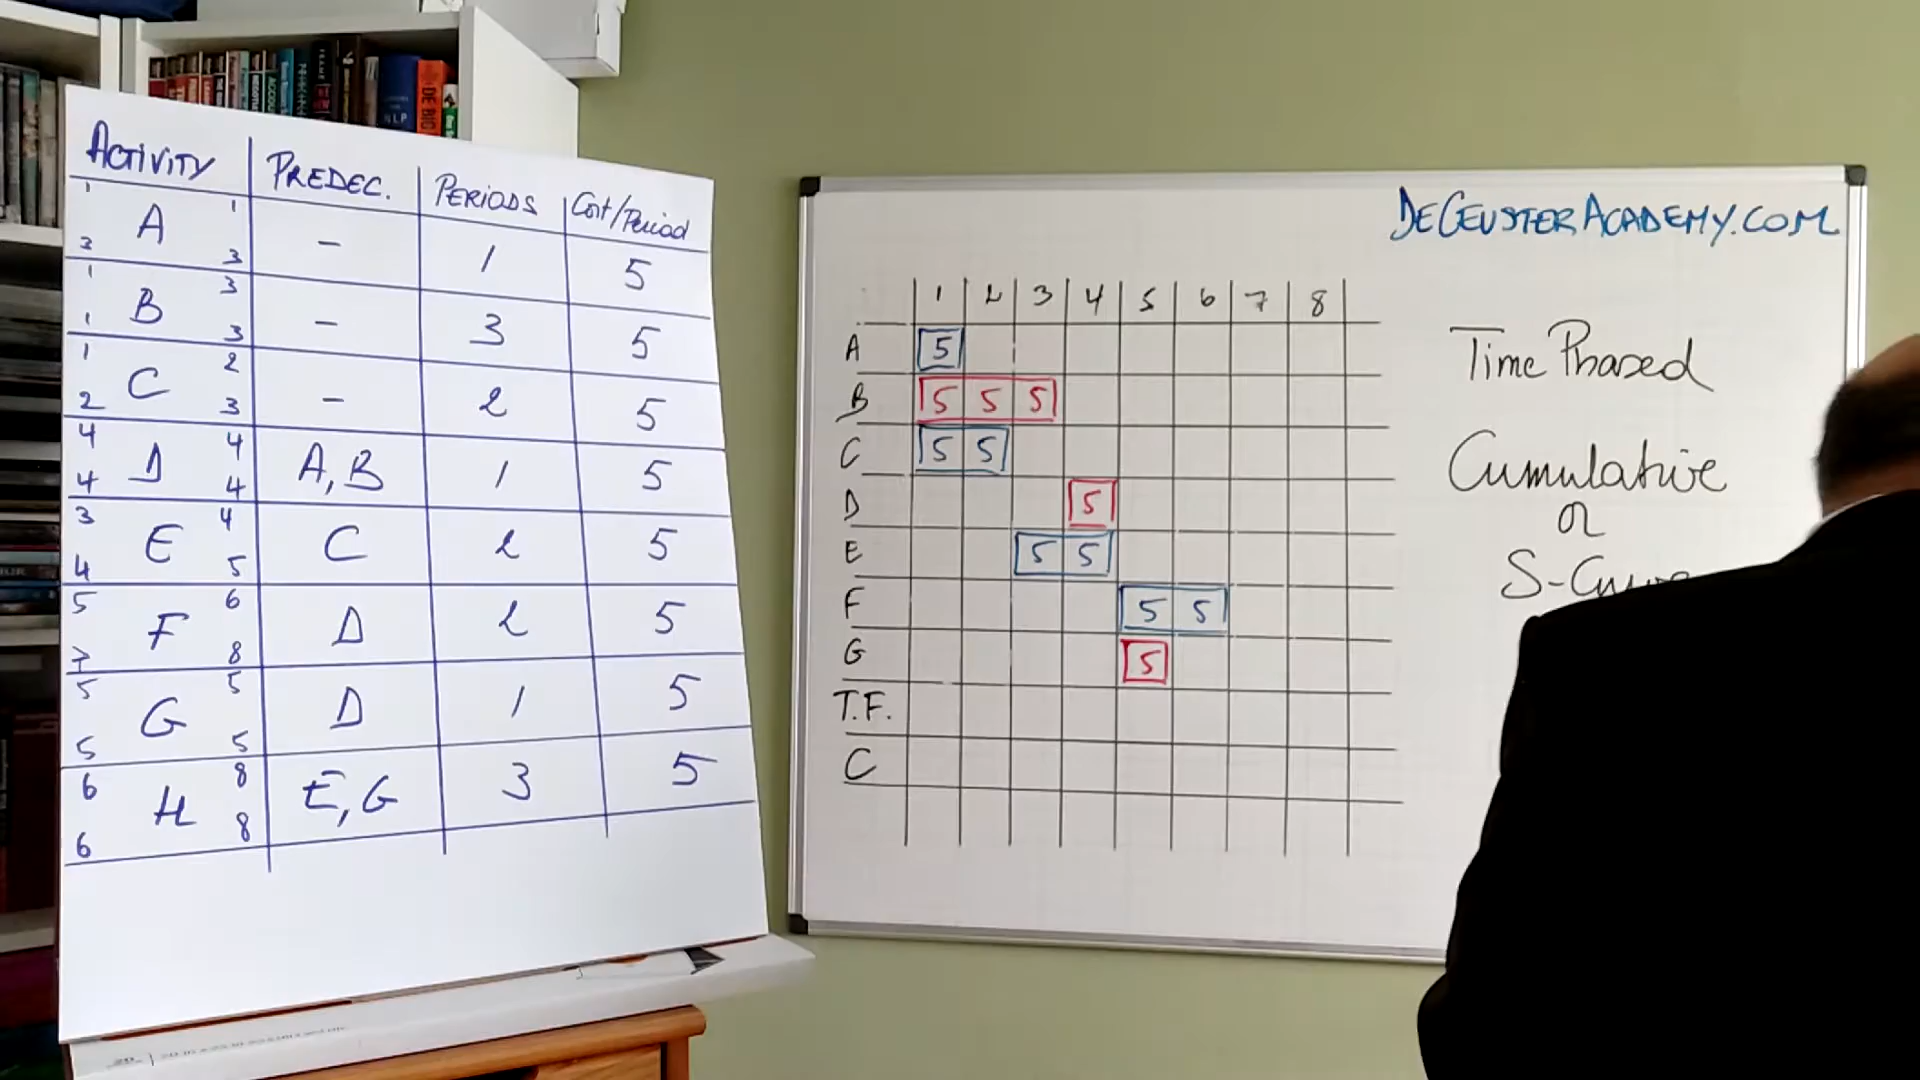 ACTIVITY PREDEC. PERIODS Cost/Period
1 A 1 - 1 5
3 3
1 B 3 - 3 5
1 3
1 C 2 - 2 5
2 3
4 D 4 A, B 1 5
4 4
3 E 4 C 2 5
4 5
5 F 6 D 2 5
7 8
5 G 5 D 1 5
5 5
6 H 8 E, G 3 5
6 8
DECEUSTERACADEMY.COM
1 2 3 4 5 6 7 8
A 5
B 5 5 5
C 5 5
D 5
E 5 5
F 5 5
G 5
T.F.
C
Time Phased
Cumulative
or
DE BIG
NLP